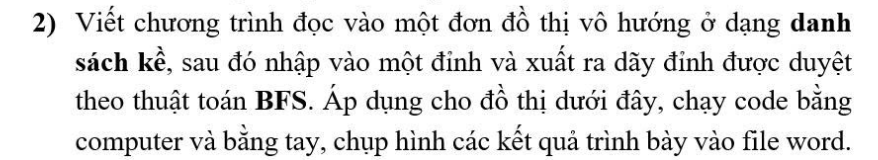 2) Viết chương trình đọc vào một đơn đồ thị vô hướng ở dạng danh
sách kề, sau đó nhập vào một đỉnh và xuất ra dãy đỉnh được duyệt
theo thuật toán BFS. Áp dụng cho đồ thị dưới đây, chạy code bằng
computer và bằng tay, chụp hình các kết quả trình bày vào file word.